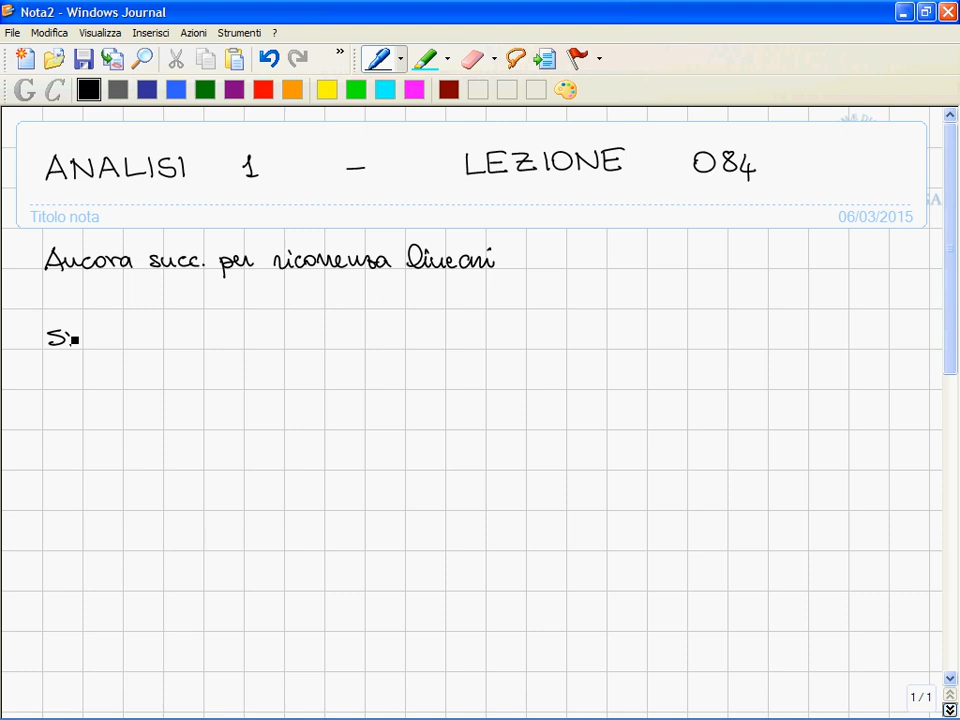 Nota2 - Windows Journal
File Modifica Visualizza Inserisci Azioni Strumenti ?
»
G C
ANALISI 1 - LEZIONE 084
Titolo nota 06/03/2015
Ancora succ. per ricorrenza lineari
Si
1 / 1